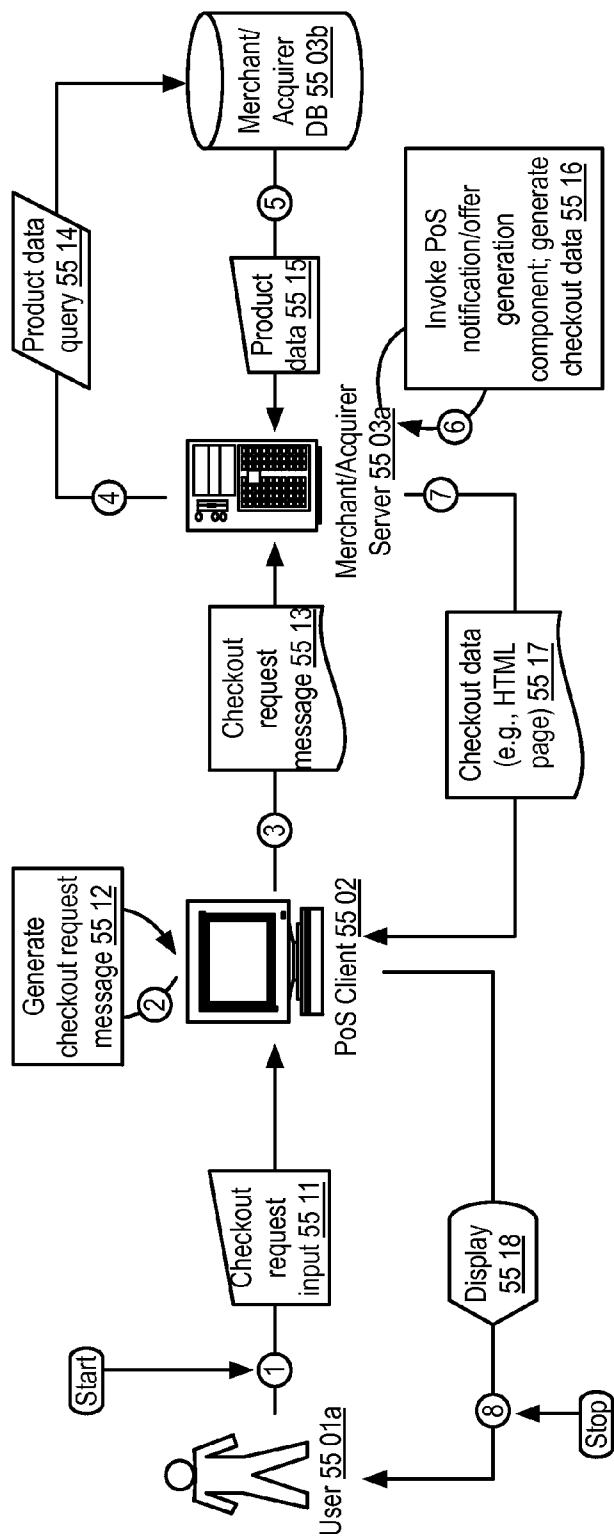 Start
1
Checkout
request
input 55 11
User 55 01a
Generate
checkout request
message 55 12
2
PoS Client 55 02
3
Checkout
request
message 55 13
4
Product data
query 55 14
Merchant/
Acquirer
DB 55 03b
5
Product
data 55 15
Merchant/Acquirer
Server 55 03a
6
Invoke PoS
notification/offer
generation
component; generate
checkout data 55 16
7
Checkout data
(e.g., HTML
page) 55 17
Display
55 18
8
Stop